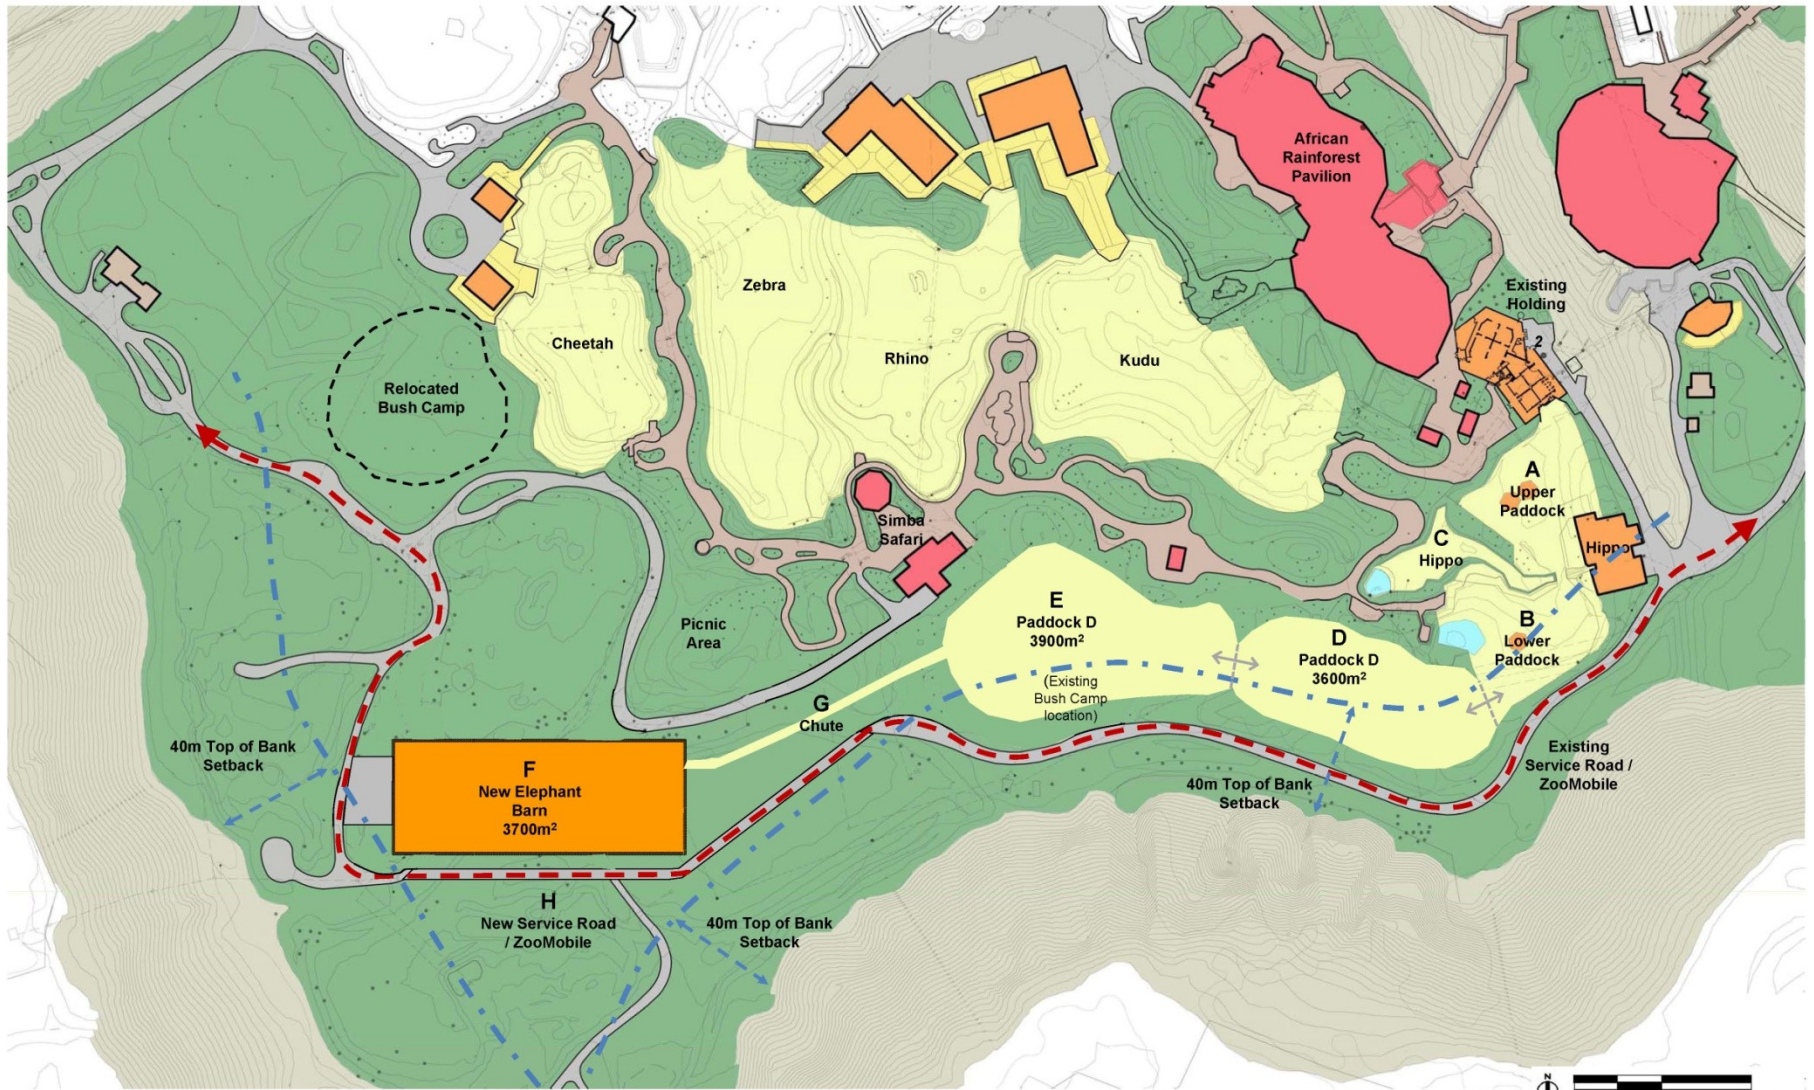 African
Rainforest
Pavilion
Zebra
Existing
Holding
2
Cheetah
Rhino
Kudu
Relocated
Bush Camp
A
Upper
Paddock
Simba
Safari
C
Hippo
Hippo
E
Paddock D
3900m²
Picnic
Area
B
Lower
Paddock
D
Paddock D
3600m²
(Existing
Bush Camp
location)
G
Chute
40m Top of Bank
Setback
Existing
Service Road /
ZooMobile
F
New Elephant
Barn
3700m²
40m Top of Bank
Setback
H
New Service Road
/ ZooMobile
40m Top of Bank
Setback
N